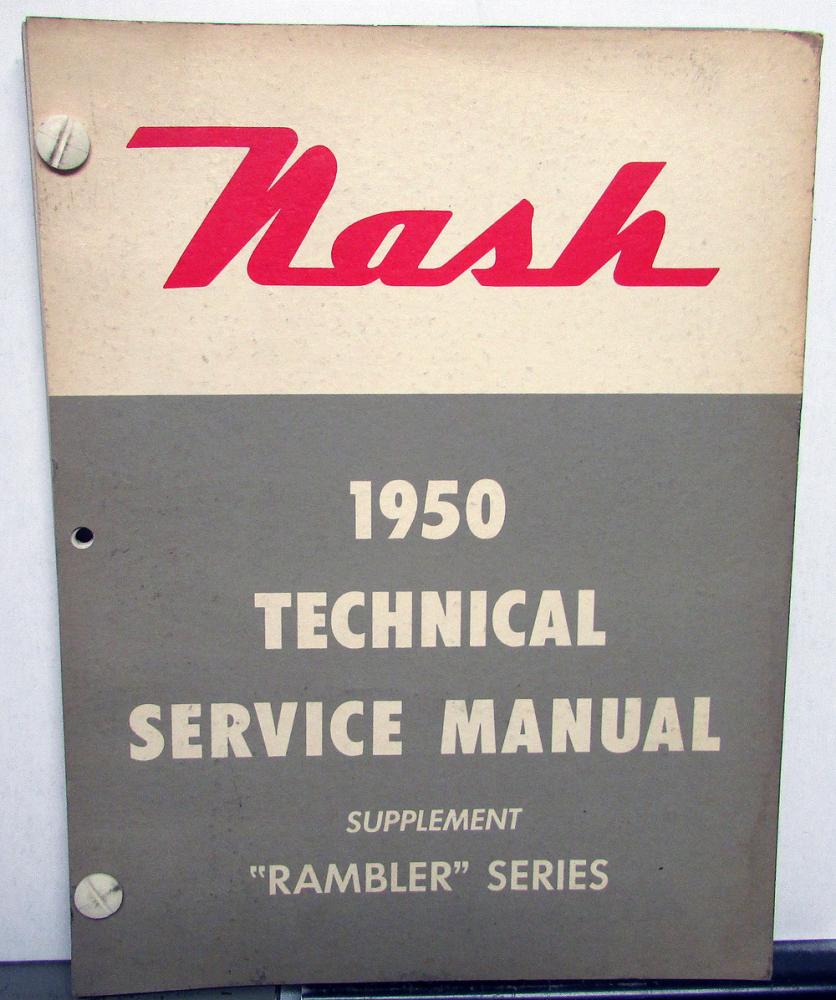 Nash
1950
TECHNICAL
SERVICE MANUAL
SUPPLEMENT
"RAMBLER" SERIES